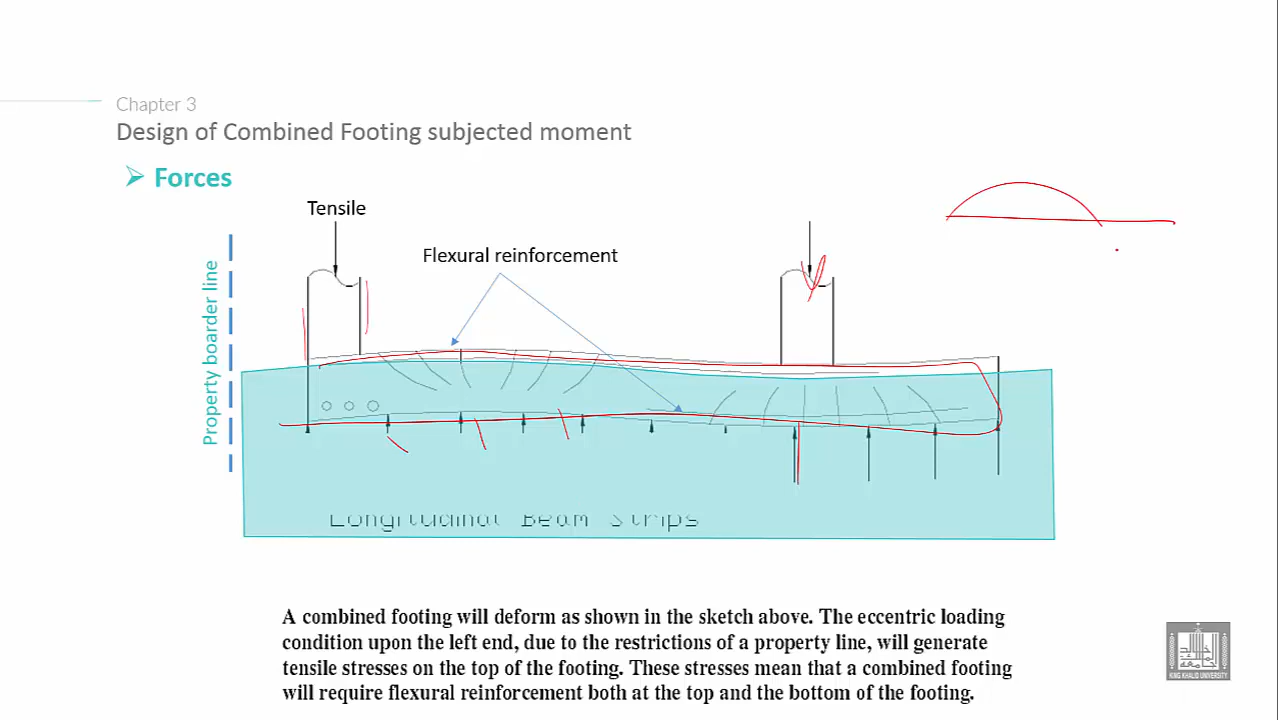 Chapter 3
Design of Combined Footing subjected moment
Forces
Tensile
Flexural reinforcement
Property boarder line
Longitudinal Beam Strips
A combined footing will deform as shown in the sketch above. The eccentric loading
condition upon the left end, due to the restrictions of a property line, will generate
tensile stresses on the top of the footing. These stresses mean that a combined footing
will require flexural reinforcement both at the top and the bottom of the footing.
KING KHALID UNIVERSITY